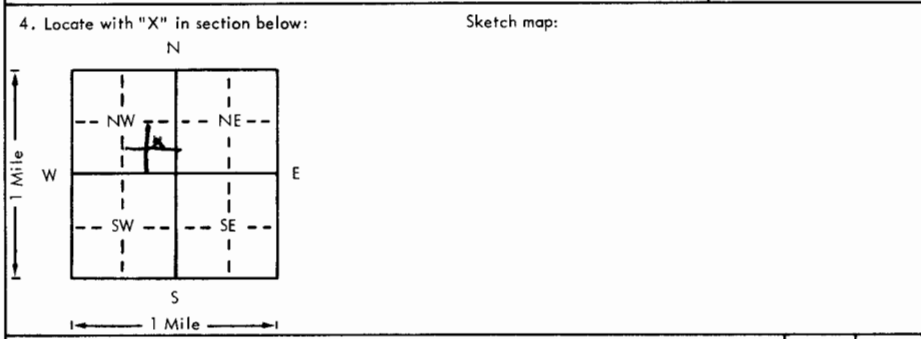 4. Locate with "X" in section below:
Sketch map:
N
NW
NE
X
1 Mile
W
E
SW
SE
S
1 Mile